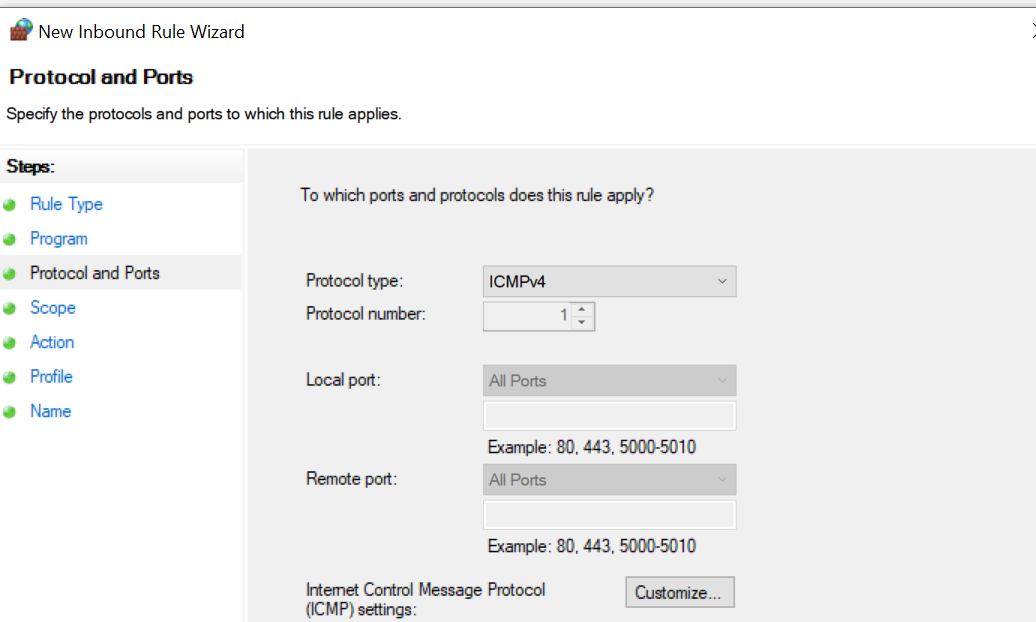 New Inbound Rule Wizard
Protocol and Ports
Specify the protocols and ports to which this rule applies.
Steps:
Rule Type
Program
Protocol and Ports
Scope
Action
Profile
Name
To which ports and protocols does this rule apply?
Protocol type: ICMPv4
Protocol number: 1
Local port: All Ports
Example: 80, 443, 5000-5010
Remote port: All Ports
Example: 80, 443, 5000-5010
Internet Control Message Protocol
(ICMP) settings:
Customize...